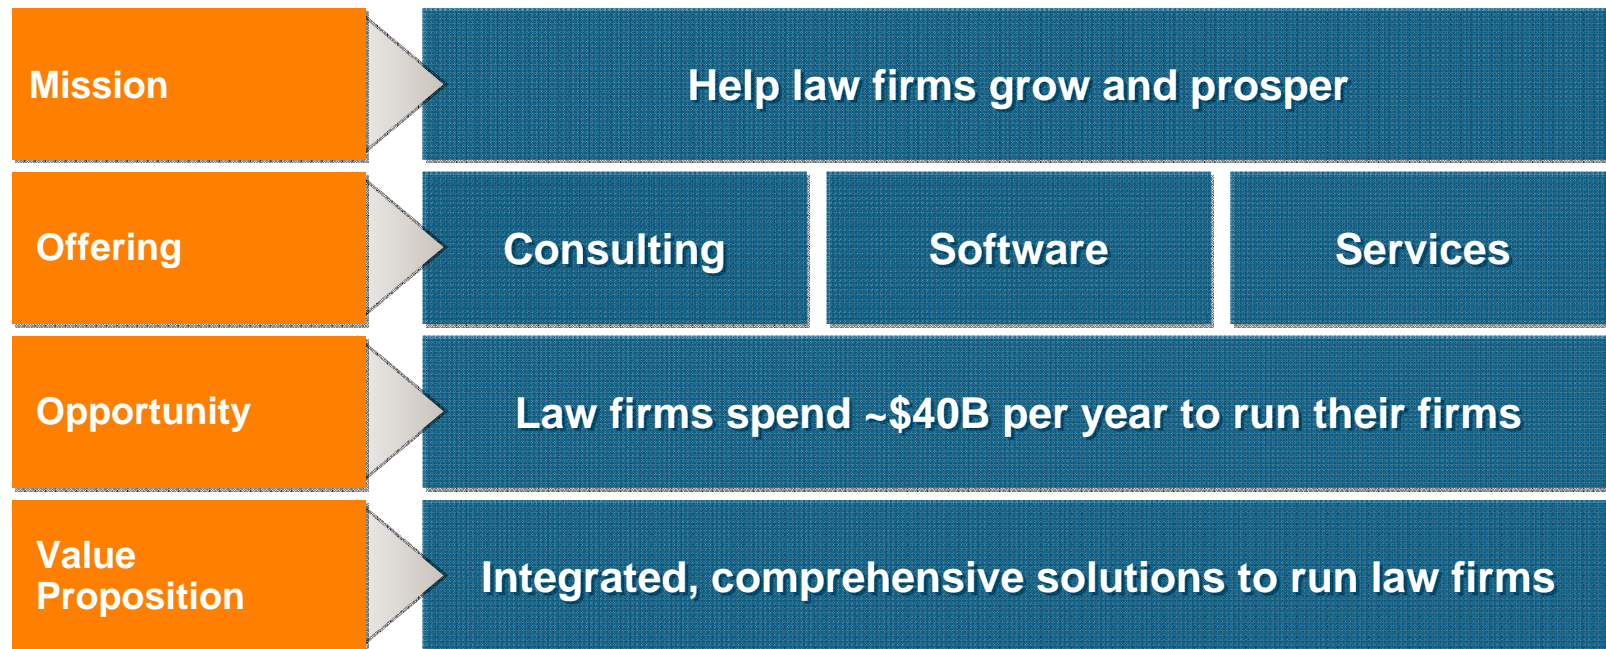 Mission
Help law firms grow and prosper
Offering
Consulting
Software
Services
Opportunity
Law firms spend ~$40B per year to run their firms
Value
Proposition
Integrated, comprehensive solutions to run law firms